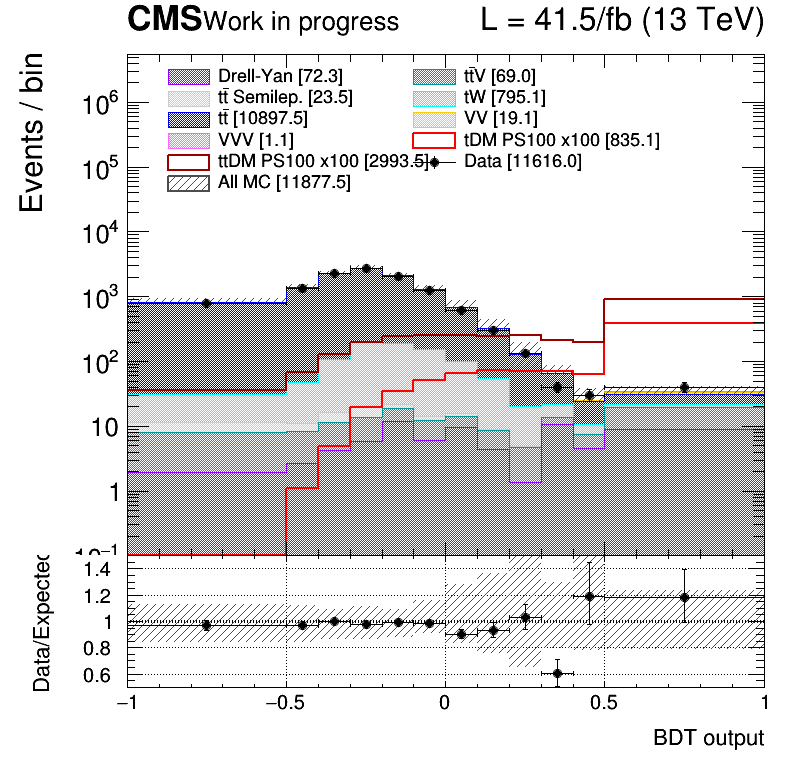 CMS Work in progress L = 41.5/fb (13 TeV)
Events / bin
Drell-Yan [72.3] tt̄V [69.0]
tt̄ Semilep. [23.5] tW [795.1]
tt̄ [10897.5] VV [19.1]
VVV [1.1] tDM PS100 x100 [835.1]
ttDM PS100 x100 [2993.5] Data [11616.0]
All MC [11877.5]
10⁶
10⁵
10⁴
10³
10²
10
1
10⁻¹
Data/Expected
1.4
1.2
1
0.8
0.6
−1 −0.5 0 0.5 1
BDT output